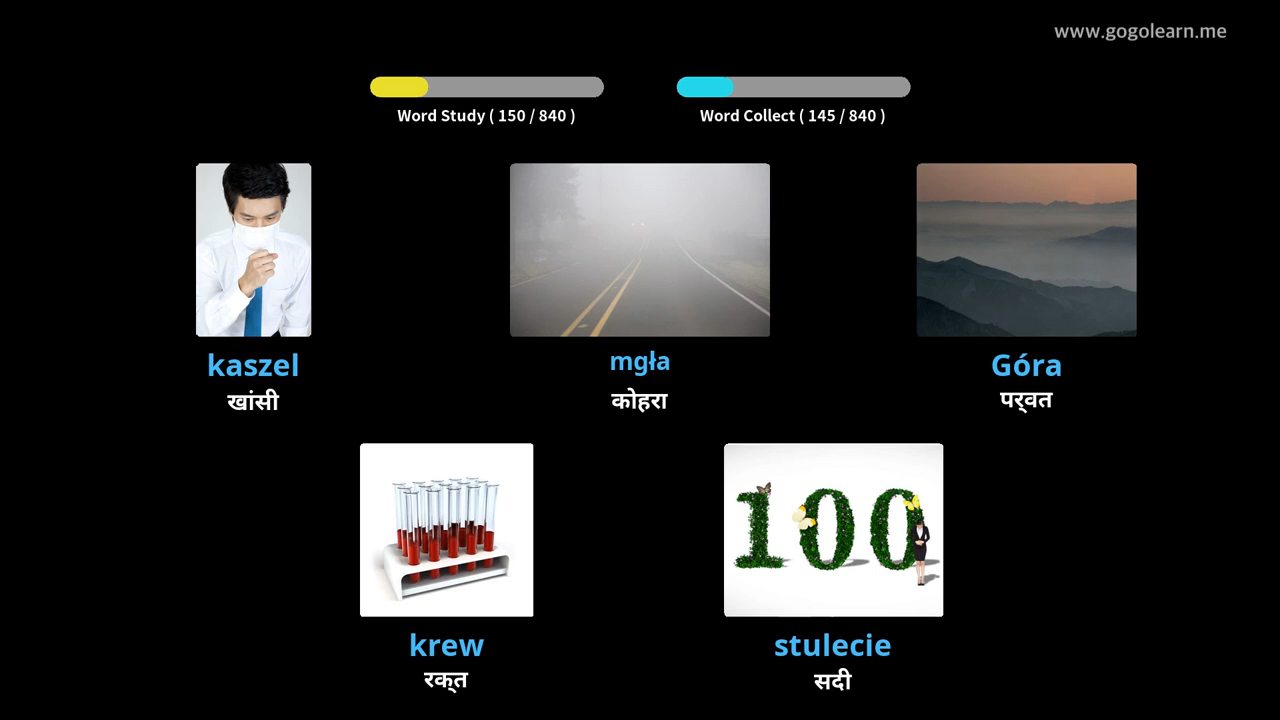 www.gogolearn.me
Word Study ( 150 / 840 )
Word Collect ( 145 / 840 )
kaszel
खांसी
mgła
कोहरा
Góra
पर्‌वत
krew
रक्‌त
stulecie
सदी
100